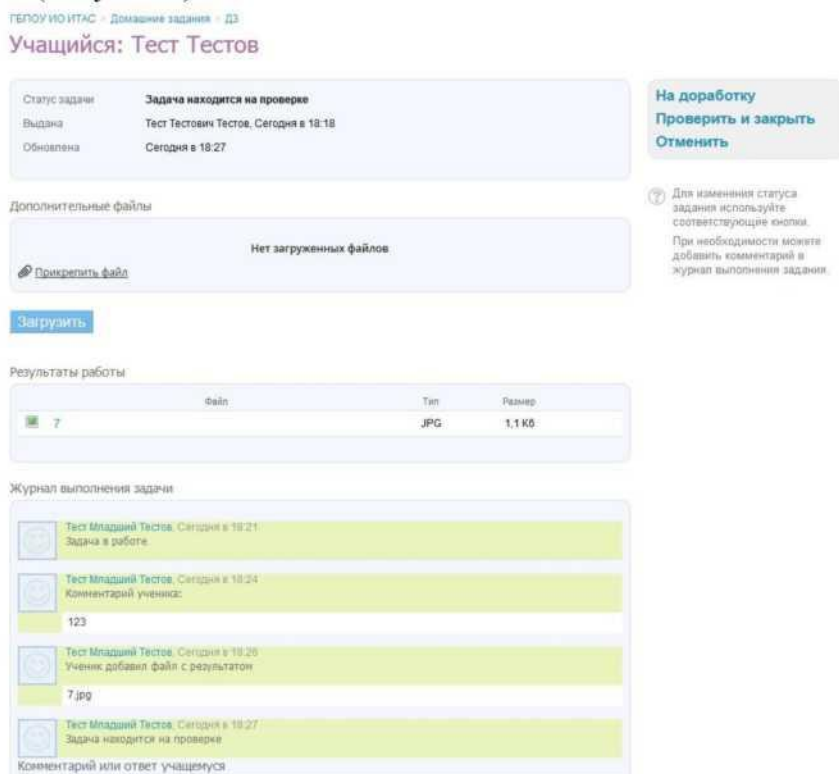 ГБПОУ ИО ИТАС > Домашние задания > ДЗ
Учащийся: Тест Тестов
Статус задачи Задача находится на проверке
Выдана Тест Тестович Тестов, Сегодня в 18:18
Обновлена Сегодня в 18:27
На доработку
Проверить и закрыть
Отменить
Для изменения статуса
задания используйте
соответствующие кнопки.
При необходимости можете
добавить комментарий в
журнал выполнения задания.
Дополнительные файлы
Нет загруженных файлов
Прикрепить файл
Загрузить
Результаты работы
Файл Тип Размер
7 JPG 1,1 Кб
Журнал выполнения задачи
Тест Младший Тестов, Сегодня в 18:21
Задача в работе
Тест Младший Тестов, Сегодня в 18:24
Комментарий ученика:
123
Тест Младший Тестов, Сегодня в 18:26
Ученик добавил файл с результатом
7.jpg
Тест Младший Тестов, Сегодня в 18:27
Задача находится на проверке
Комментарий или ответ учащемуся